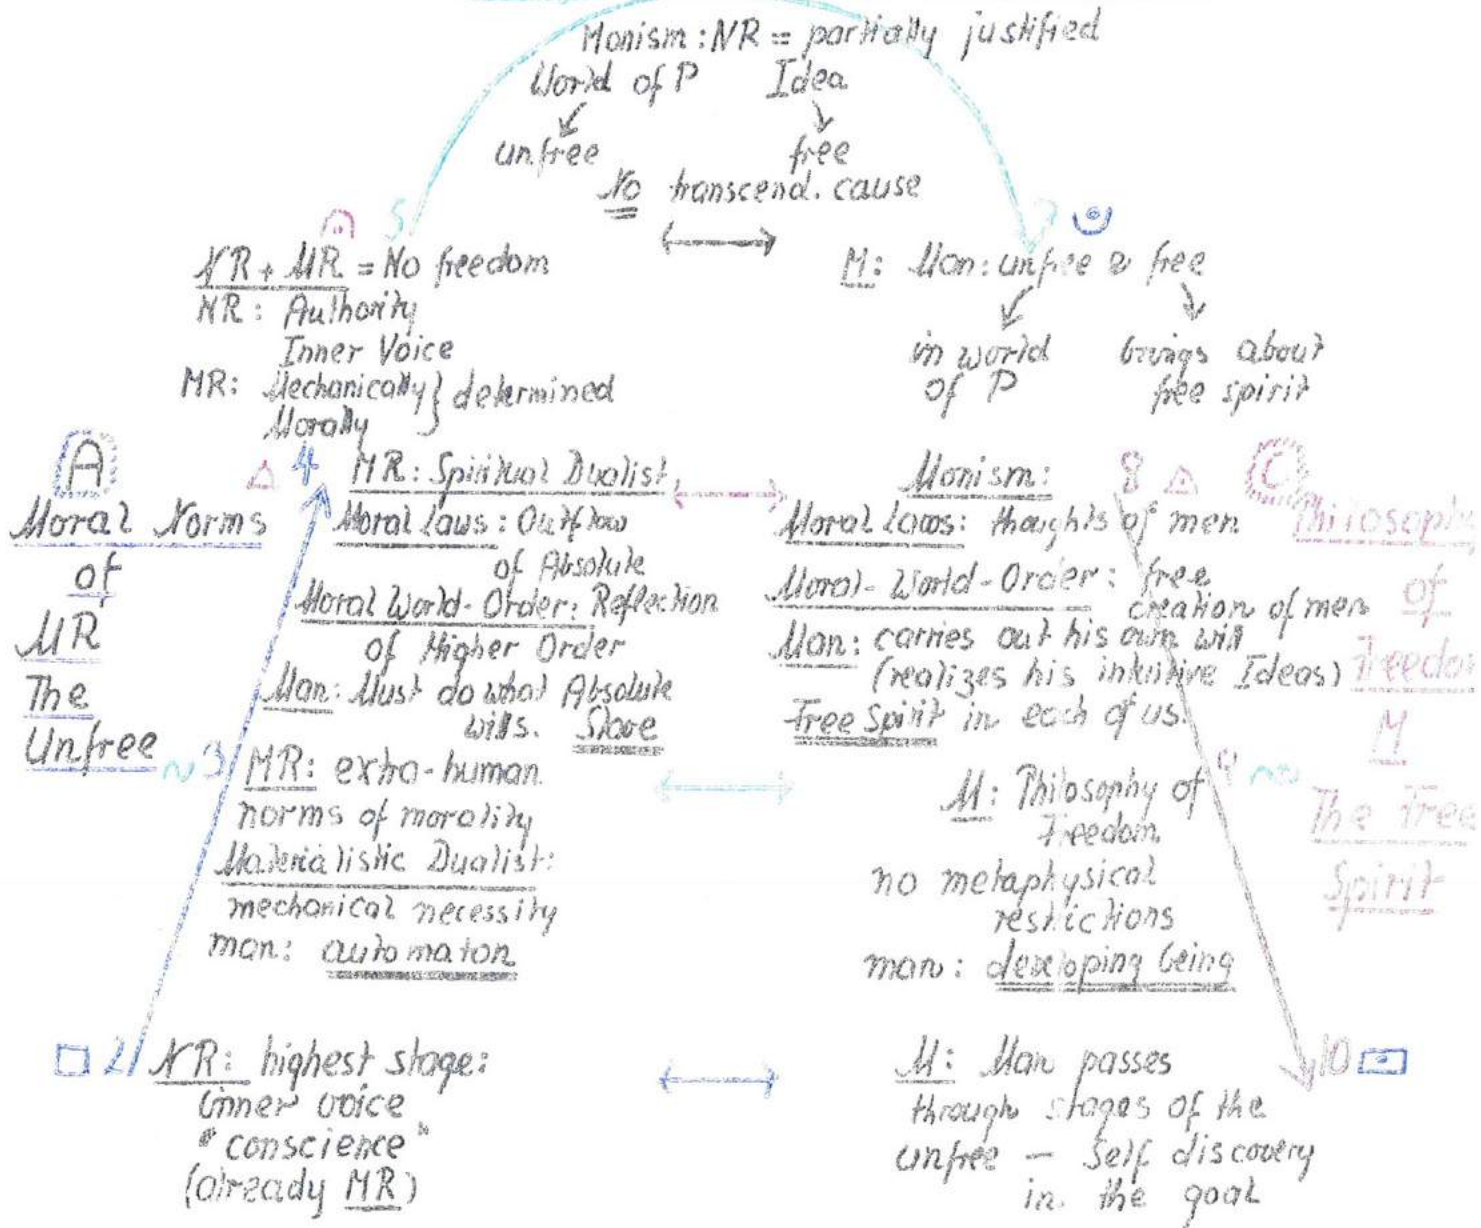 Monism: NR = partially justified
World of P Idea
unfree free
No transcend. cause
5
NR + MR = No freedom
NR: Authority
Inner Voice
MR: Mechanically } determined
Morally
M: Man: unfree & free
in world brings about
of P free spirit
A
Moral Norms
of
MR
The
Unfree
4
MR: Spiritual Dualist
Moral Laws: Outflow
of Absolute
Moral World-Order: Reflection
of Higher Order
Man: Must do what Absolute
wills. Slave
8
Monism:
Moral Laws: thoughts of men
Moral-World-Order: free
creation of men
Man: carries out his own will
(realizes his intuitive Ideas)
Free Spirit in each of us.
C
Philosophy
of
Freedom
M
The Free
Spirit
3
MR: extra-human
norms of morality
Materialistic Dualist:
mechanical necessity
man: automaton
9
M: Philosophy of
Freedom
no metaphysical
restrictions
man: developing being
2
NR: highest stage:
inner voice
"conscience"
(already MR)
10
M: Man passes
through stages of the
unfree - Self discovery
in the goal